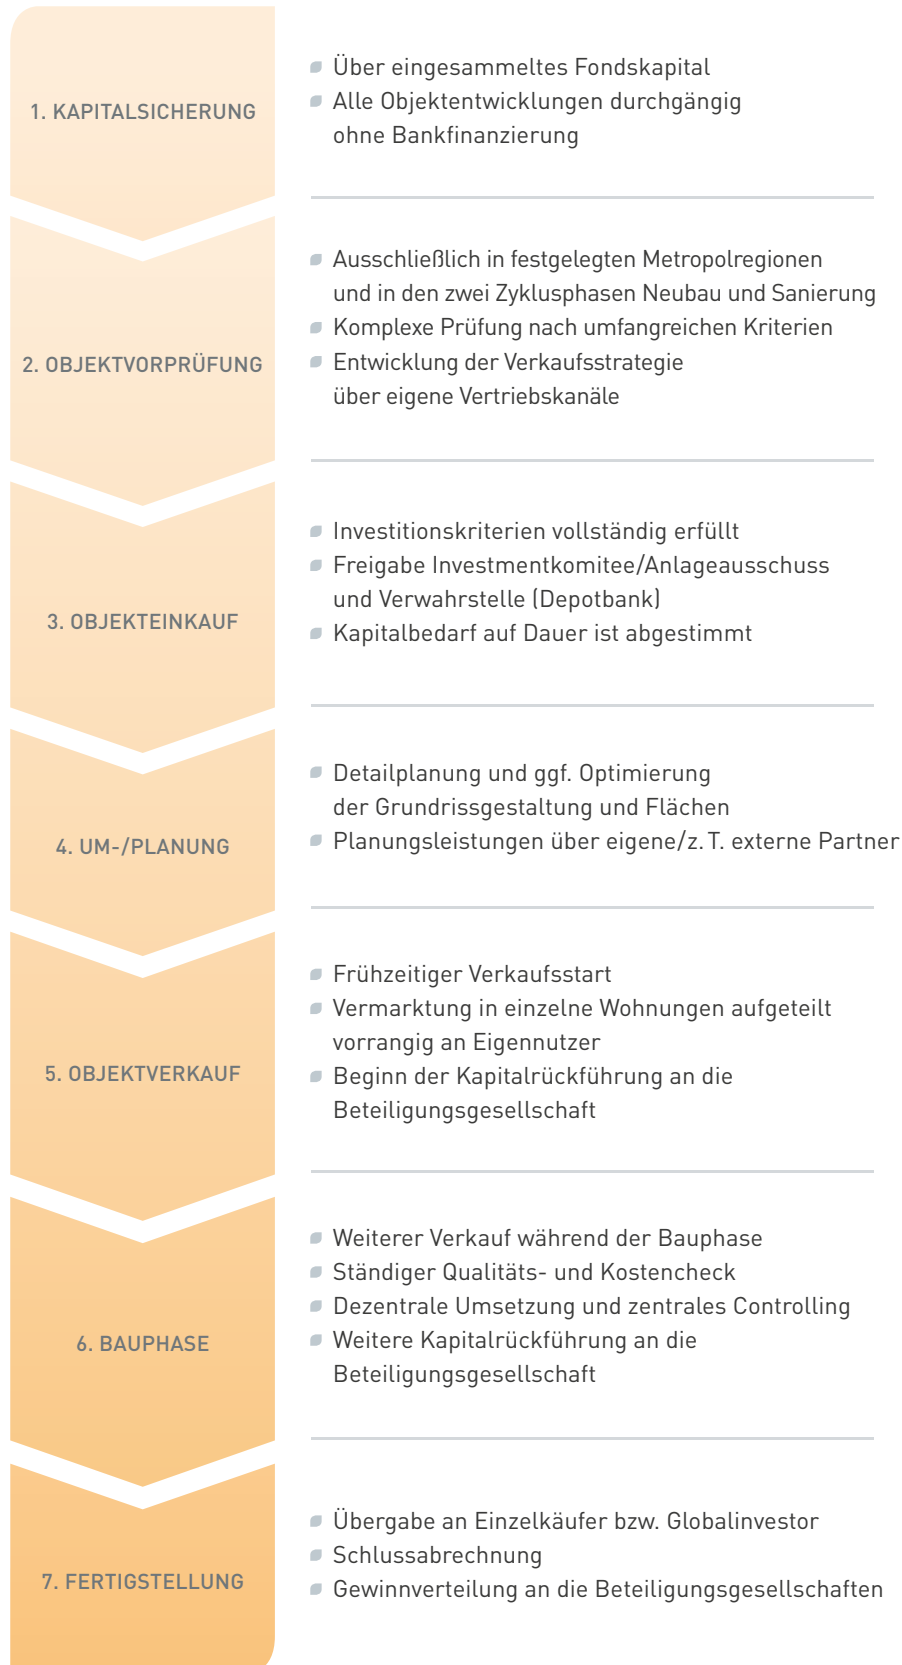 1. KAPITALSICHERUNG
Über eingesammeltes Fondskapital
Alle Objektentwicklungen durchgängig
ohne Bankfinanzierung
2. OBJEKTVORPRÜFUNG
Ausschließlich in festgelegten Metropolregionen
und in den zwei Zyklusphasen Neubau und Sanierung
Komplexe Prüfung nach umfangreichen Kriterien
Entwicklung der Verkaufsstrategie
über eigene Vertriebskanäle
3. OBJEKTEINKAUF
Investitionskriterien vollständig erfüllt
Freigabe Investmentkomitee/Anlageausschuss
und Verwahrstelle (Depotbank)
Kapitalbedarf auf Dauer ist abgestimmt
4. UM-/PLANUNG
Detailplanung und ggf. Optimierung
der Grundrissgestaltung und Flächen
Planungsleistungen über eigene/z. T. externe Partner
5. OBJEKTVERKAUF
Frühzeitiger Verkaufsstart
Vermarktung in einzelne Wohnungen aufgeteilt
vorrangig an Eigennutzer
Beginn der Kapitalrückführung an die
Beteiligungsgesellschaft
6. BAUPHASE
Weiterer Verkauf während der Bauphase
Ständiger Qualitäts- und Kostencheck
Dezentrale Umsetzung und zentrales Controlling
Weitere Kapitalrückführung an die
Beteiligungsgesellschaft
7. FERTIGSTELLUNG
Übergabe an Einzelkäufer bzw. Globalinvestor
Schlussabrechnung
Gewinnverteilung an die Beteiligungsgesellschaften